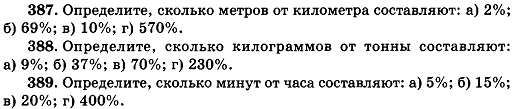 387. Определите, сколько метров от километра составляют: а) 2%;
б) 69%; в) 10%; г) 570%.
388. Определите, сколько килограммов от тонны составляют:
а) 9%; б) 37%; в) 70%; г) 230%.
389. Определите, сколько минут от часа составляют: а) 5%; б) 15%;
в) 20%; г) 400%.